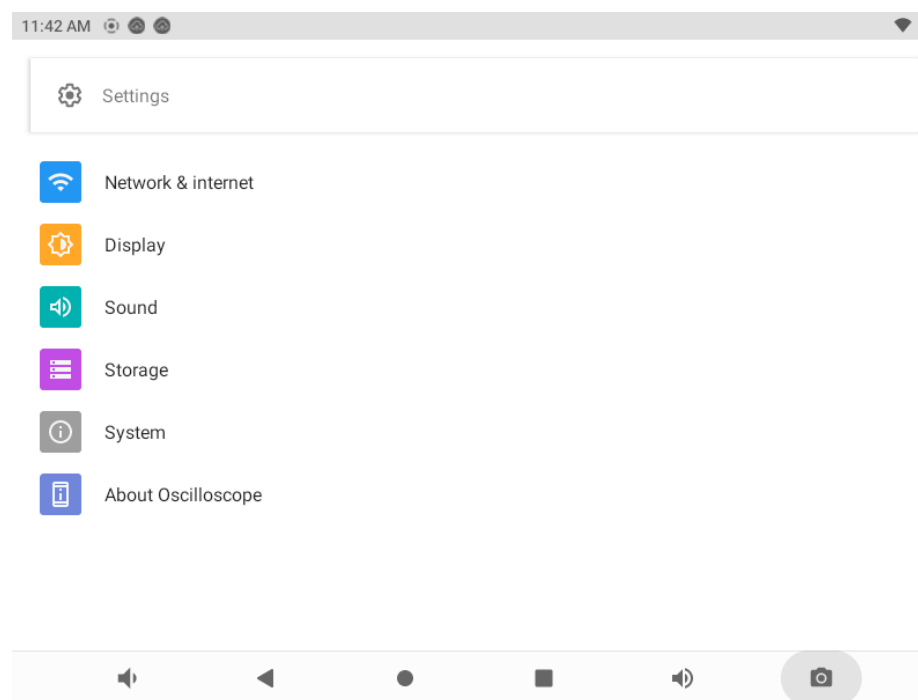 11:42 AM
Settings
Network & internet
Display
Sound
Storage
System
About Oscilloscope